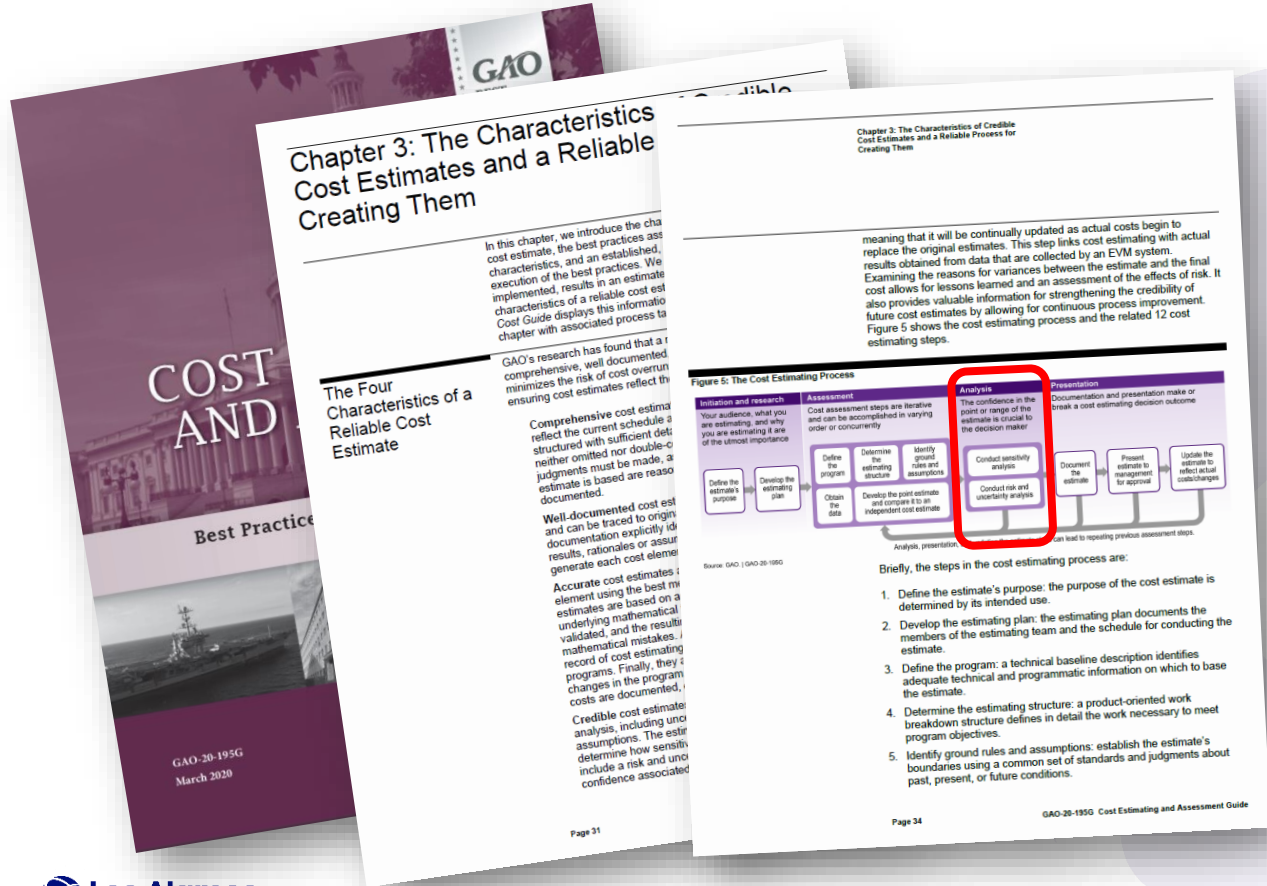 GAO
COST
AND
Best Practice
GAO-20-195G
March 2020
Chapter 3: The Characteristics
Cost Estimates and a Reliable
Creating Them
In this chapter, we introduce the cha
cost estimate, the best practices ass
characteristics, and an established,
execution of the best practices. We
implemented, results in an estimate
characteristics of a reliable cost est
Cost Guide displays this information
chapter with associated process ta
The Four
Characteristics of a
Reliable Cost
Estimate
GAO's research has found that a r
comprehensive, well documented,
minimizes the risk of cost overrun
ensuring cost estimates reflect the
Comprehensive cost estima
reflect the current schedule a
structured with sufficient deta
neither omitted nor double-c
judgments must be made, a
estimate is based are reaso
documented.
Well-documented cost est
and can be traced to origin
documentation explicitly ide
results, rationales or assur
generate each cost eleme
Accurate cost estimates a
element using the best me
estimates are based on a
underlying mathematical
validated, and the resultin
mathematical mistakes. A
record of cost estimating
programs. Finally, they a
changes in the program
costs are documented,
Credible cost estimates
analysis, including unc
assumptions. The estim
determine how sensitiv
include a risk and unce
confidence associated
Page 31
Chapter 3: The Characteristics of Credible
Cost Estimates and a Reliable Process for
Creating Them
meaning that it will be continually updated as actual costs begin to
replace the original estimates. This step links cost estimating with actual
results obtained from data that are collected by an EVM system.
Examining the reasons for variances between the estimate and the final
cost allows for lessons learned and an assessment of the effects of risk. It
also provides valuable information for strengthening the credibility of
future cost estimates by allowing for continuous process improvement.
Figure 5 shows the cost estimating process and the related 12 cost
estimating steps.
Figure 5: The Cost Estimating Process
Initiation and research
Your audience, what you
are estimating, and why
you are estimating it are
of the utmost importance
Define the
estimate's
purpose
Develop the
estimating
plan
Assessment
Cost assessment steps are iterative
and can be accomplished in varying
order or concurrently
Define
the
program
Determine
the
estimating
structure
Identify
ground
rules and
assumptions
Obtain
the
data
Develop the point estimate
and compare it to an
independent cost estimate
Analysis
The confidence in the
point or range of the
estimate is crucial to
the decision maker
Conduct sensitivity
analysis
Conduct risk and
uncertainty analysis
Presentation
Documentation and presentation make or
break a cost estimating decision outcome
Document
the
estimate
Present
estimate to
management
for approval
Update the
estimate to
reflect actual
costs/changes
Analysis, presentation, can lead to repeating previous assessment steps.
Source: GAO. | GAO-20-195G
Briefly, the steps in the cost estimating process are:
1. Define the estimate's purpose: the purpose of the cost estimate is
determined by its intended use.
2. Develop the estimating plan: the estimating plan documents the
members of the estimating team and the schedule for conducting the
estimate.
3. Define the program: a technical baseline description identifies
adequate technical and programmatic information on which to base
the estimate.
4. Determine the estimating structure: a product-oriented work
breakdown structure defines in detail the work necessary to meet
program objectives.
5. Identify ground rules and assumptions: establish the estimate's
boundaries using a common set of standards and judgments about
past, present, or future conditions.
Page 34
GAO-20-195G Cost Estimating and Assessment Guide